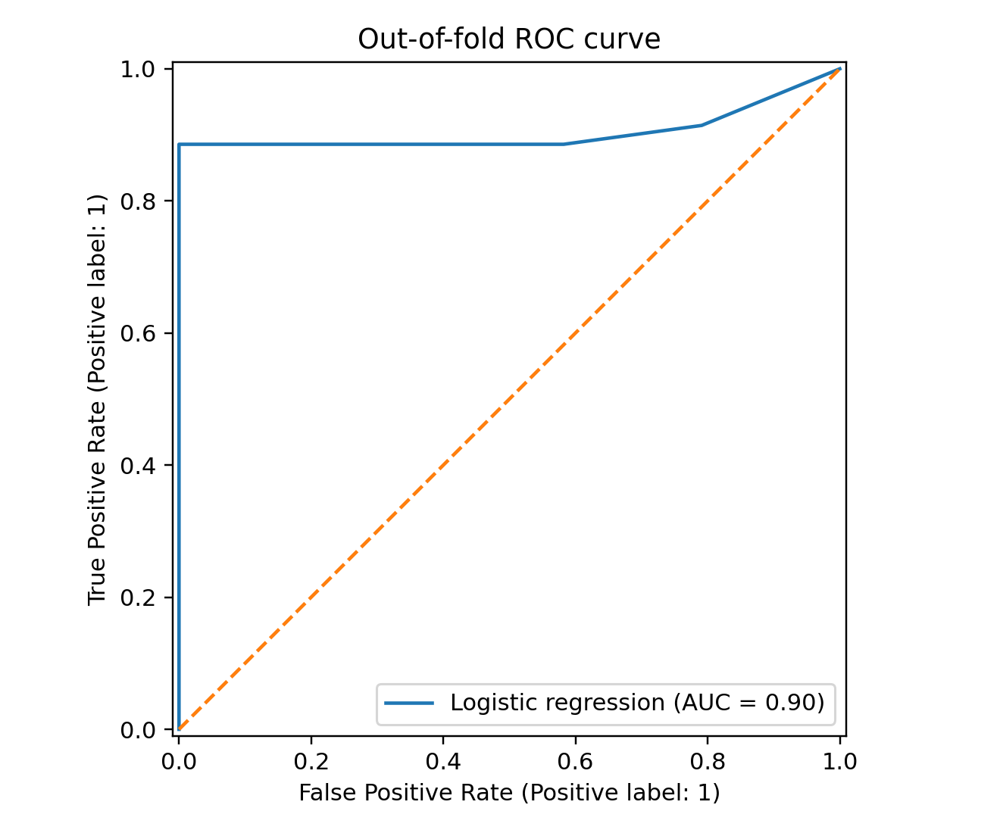 Out-of-fold ROC curve
1.0
0.8
0.6
0.4
0.2
0.0
True Positive Rate (Positive label: 1)
Logistic regression (AUC = 0.90)
0.0 0.2 0.4 0.6 0.8 1.0
False Positive Rate (Positive label: 1)